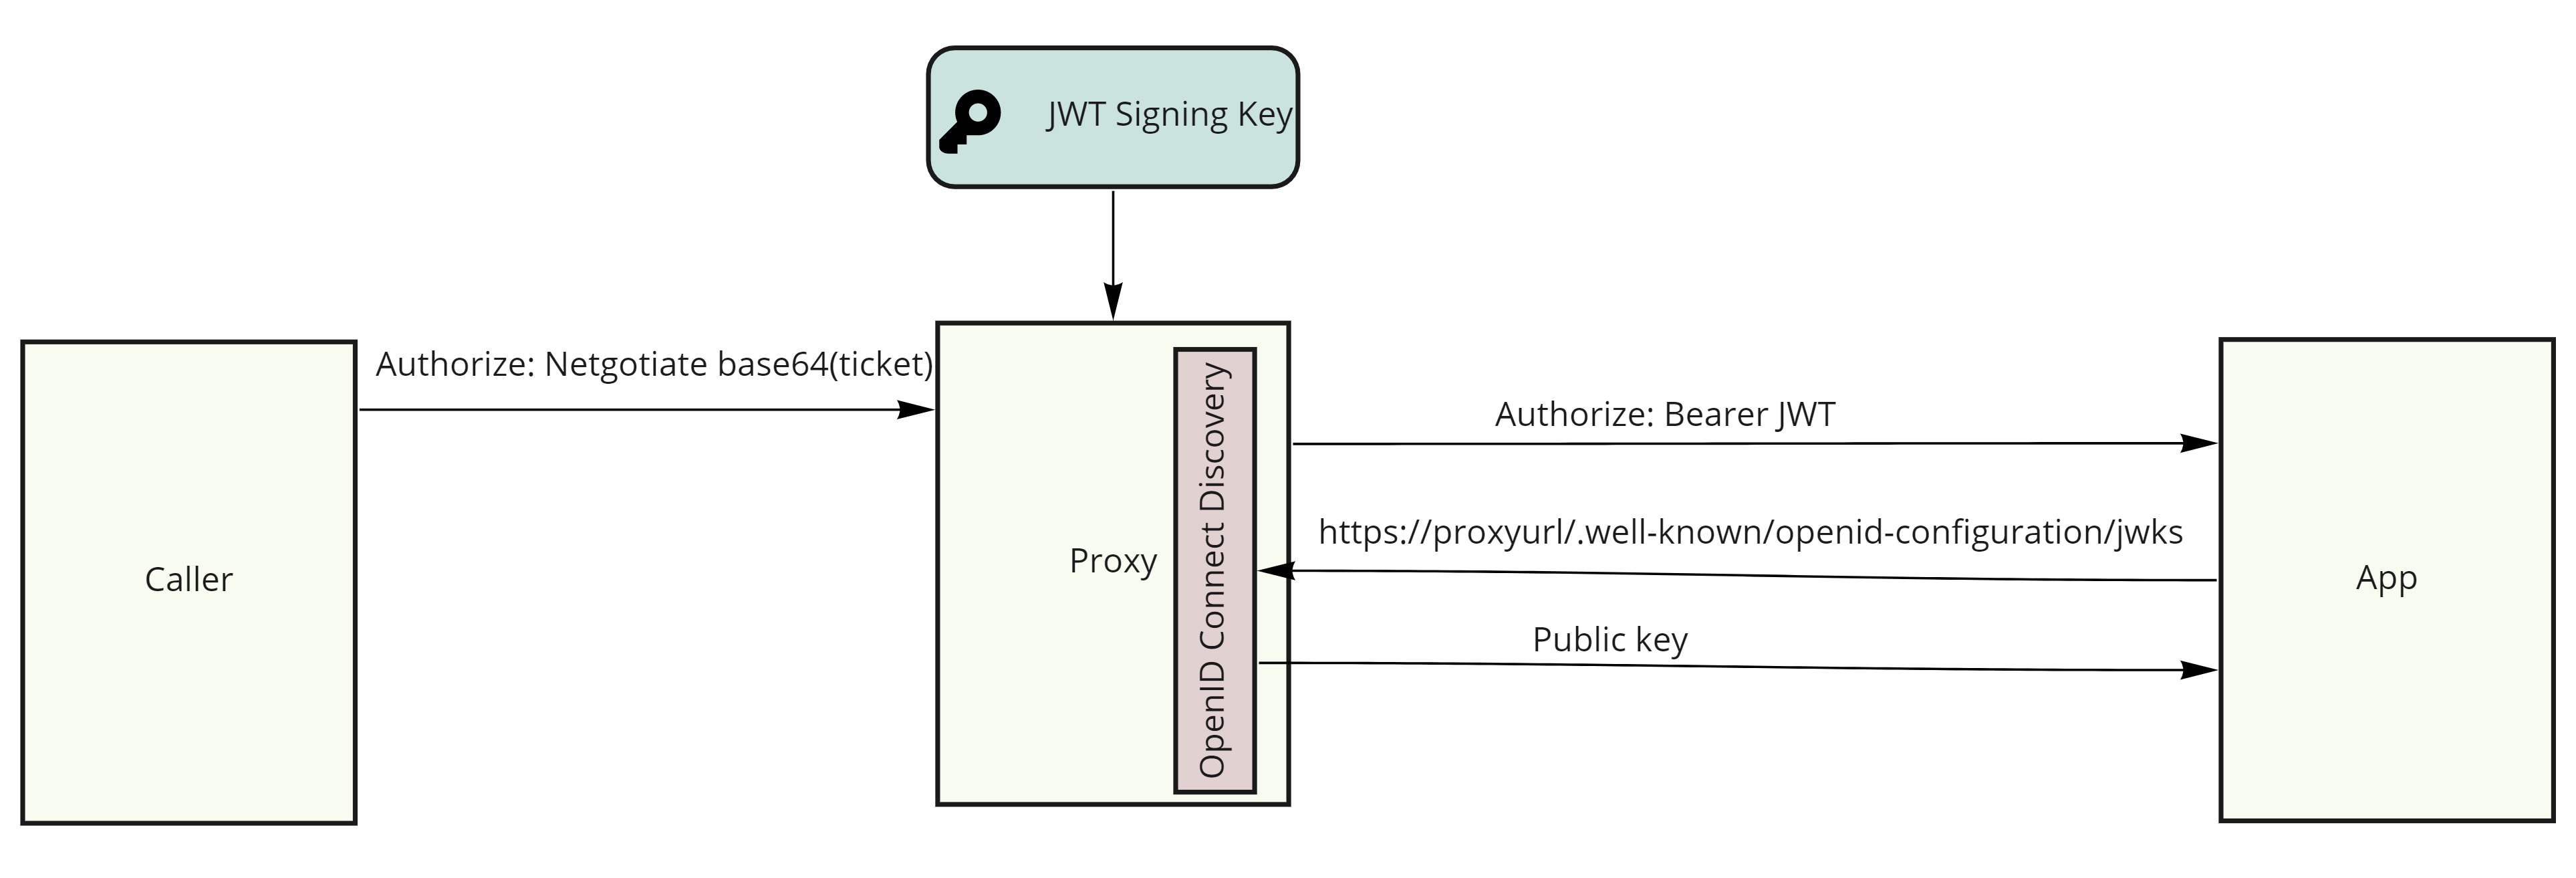 JWT Signing Key
Authorize: Netgotiate base64(ticket)
Authorize: Bearer JWT
https://proxyurl/.well-known/openid-configuration/jwks
Public key
Caller
Proxy
OpenID Connect Discovery
App